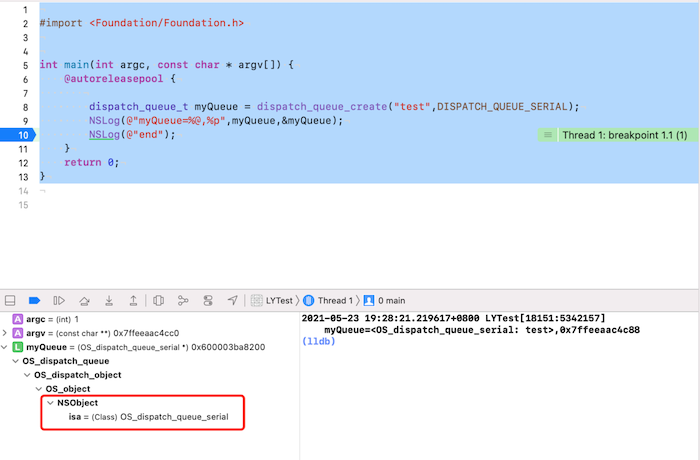 1
2 #import <Foundation/Foundation.h>
3
4
5 int main(int argc, const char * argv[]) {
6 @autoreleasepool {
7
8 dispatch_queue_t myQueue = dispatch_queue_create("test",DISPATCH_QUEUE_SERIAL);
9 NSLog(@"myQueue=%@,%p",myQueue,&myQueue);
10 NSLog(@"end"); Thread 1: breakpoint 1.1 (1)
11 }
12 return 0;
13 }
14
15
LYTest Thread 1 0 main
A argc = (int) 1
A argv = (const char **) 0x7ffeeaac4cc0
L myQueue = (OS_dispatch_queue_serial *) 0x600003ba8200
OS_dispatch_queue
OS_dispatch_object
OS_object
NSObject
isa = (Class) OS_dispatch_queue_serial
2021-05-23 19:28:21.219617+0800 LYTest[18151:5342157]
myQueue=<OS_dispatch_queue_serial: test>,0x7ffeeaac4c88
(lldb)